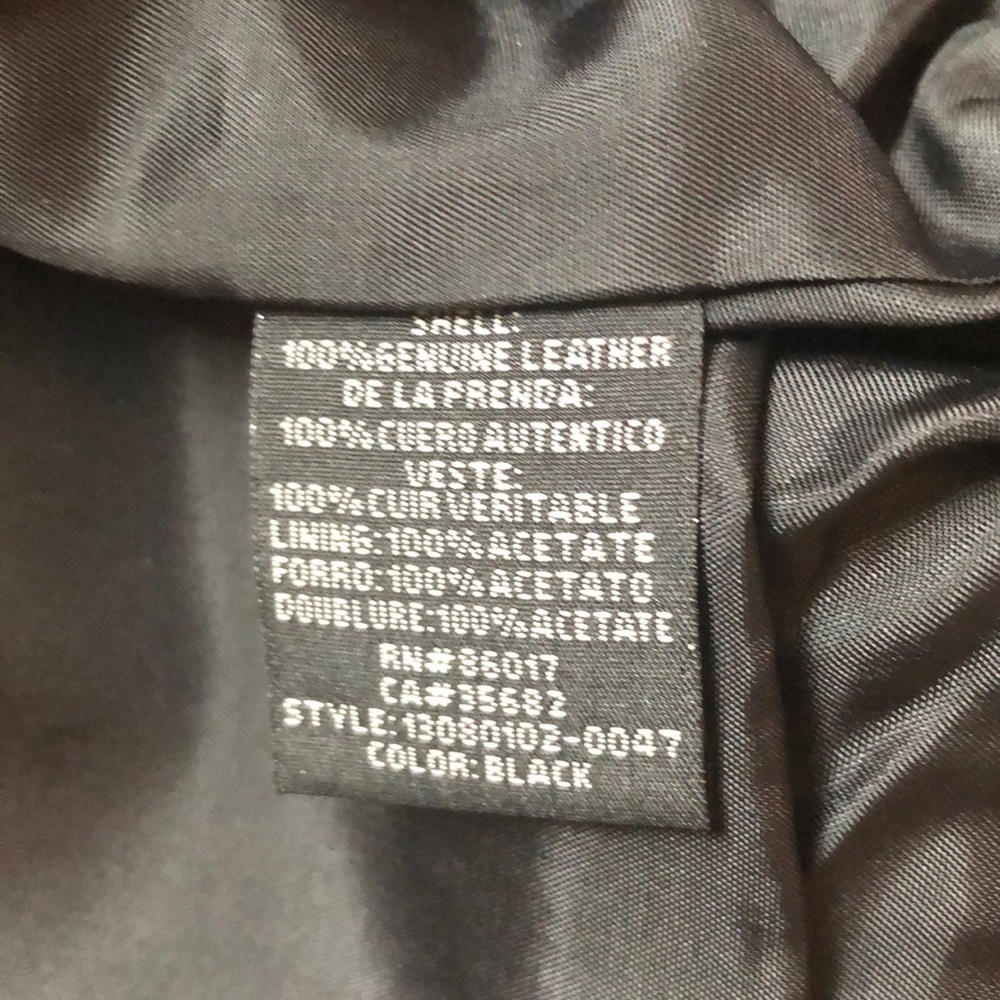 SHELL:
100%GENUINE LEATHER
DE LA PRENDA:
100%CUERO AUTENTICO
VESTE:
100%CUIR VERITABLE
LINING:100%ACETATE
FORRO:100%ACETATO
DOUBLURE:100%ACETATE
RN#86017
CA#35682
STYLE:13080102-0047
COLOR: BLACK